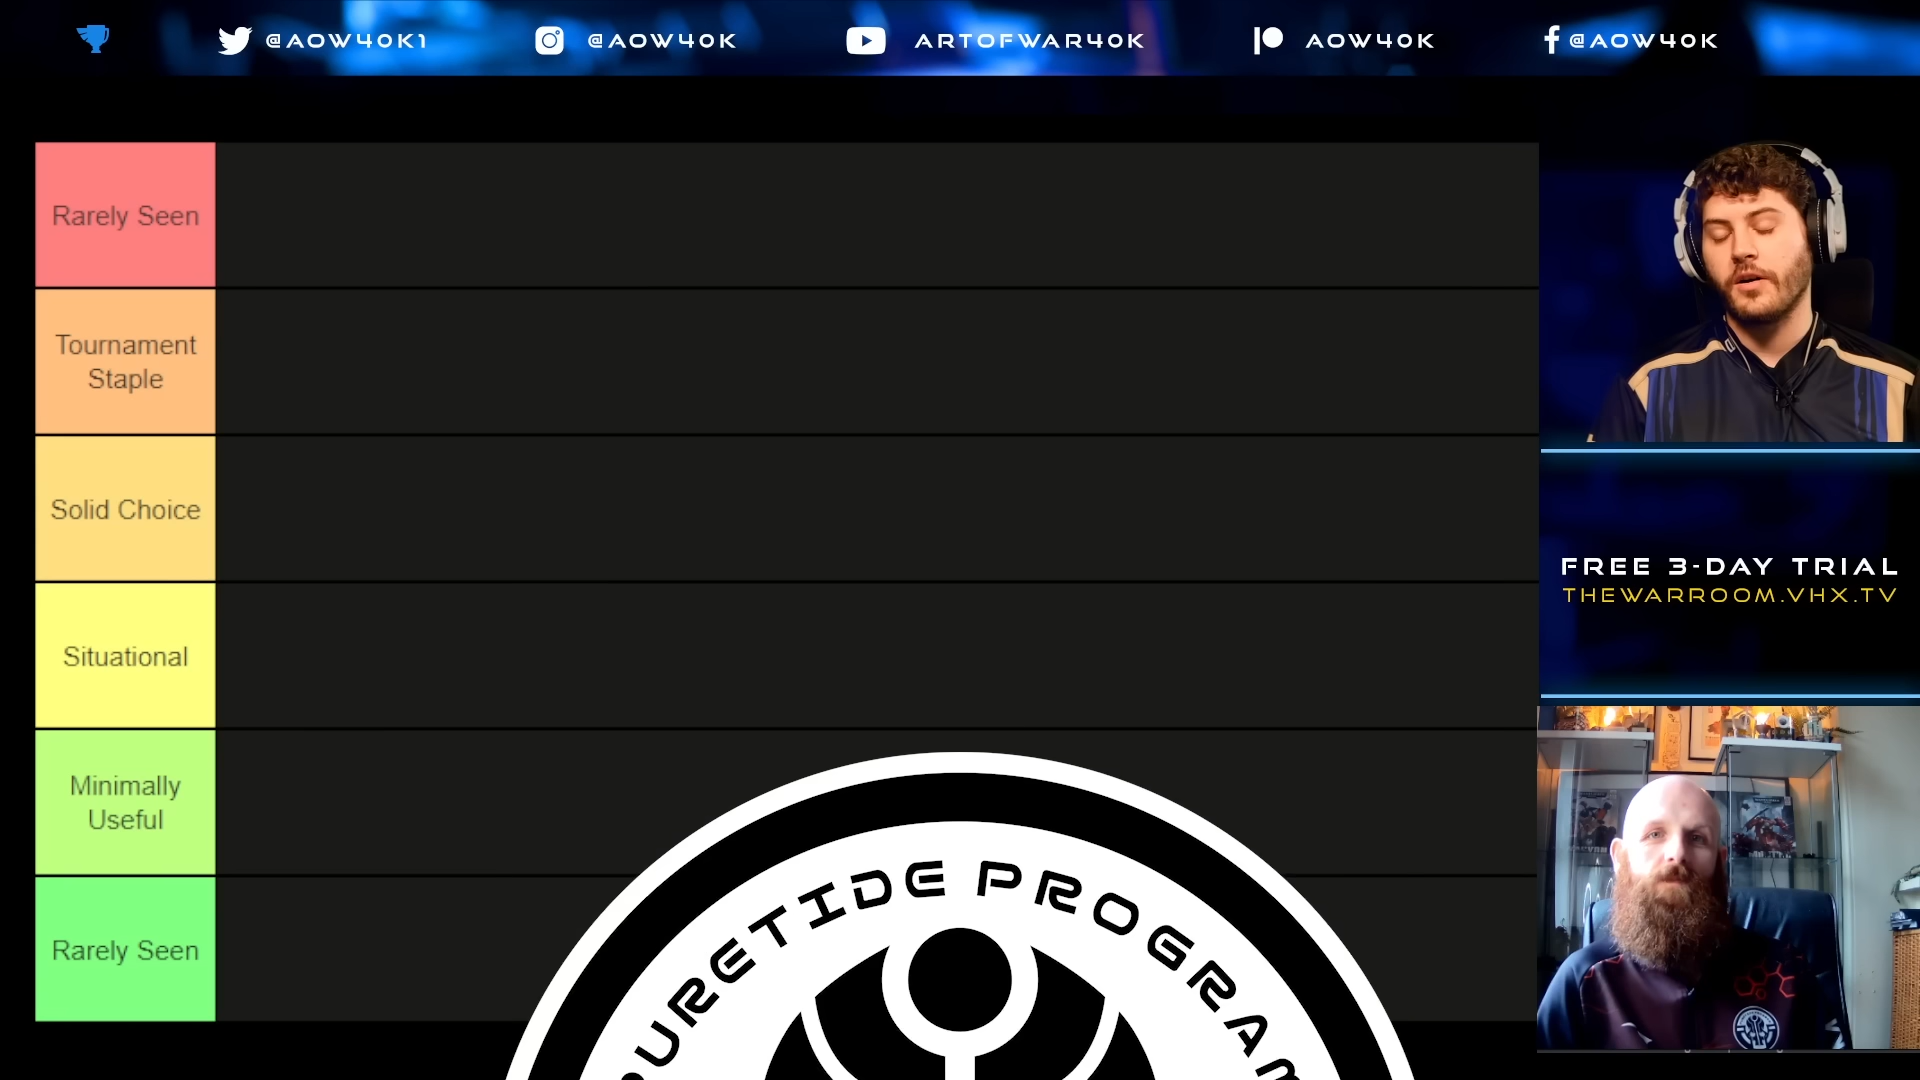 @AOW40K1
@AOW40K
ARTOFWAR40K
AOW40K
@AOW40K
Rarely Seen
Tournament
Staple
Solid Choice
Situational
Minimally
Useful
Rarely Seen
FREE 3-DAY TRIAL
THEWARROOM.VHX.TV
PURETIDE PROGRAM